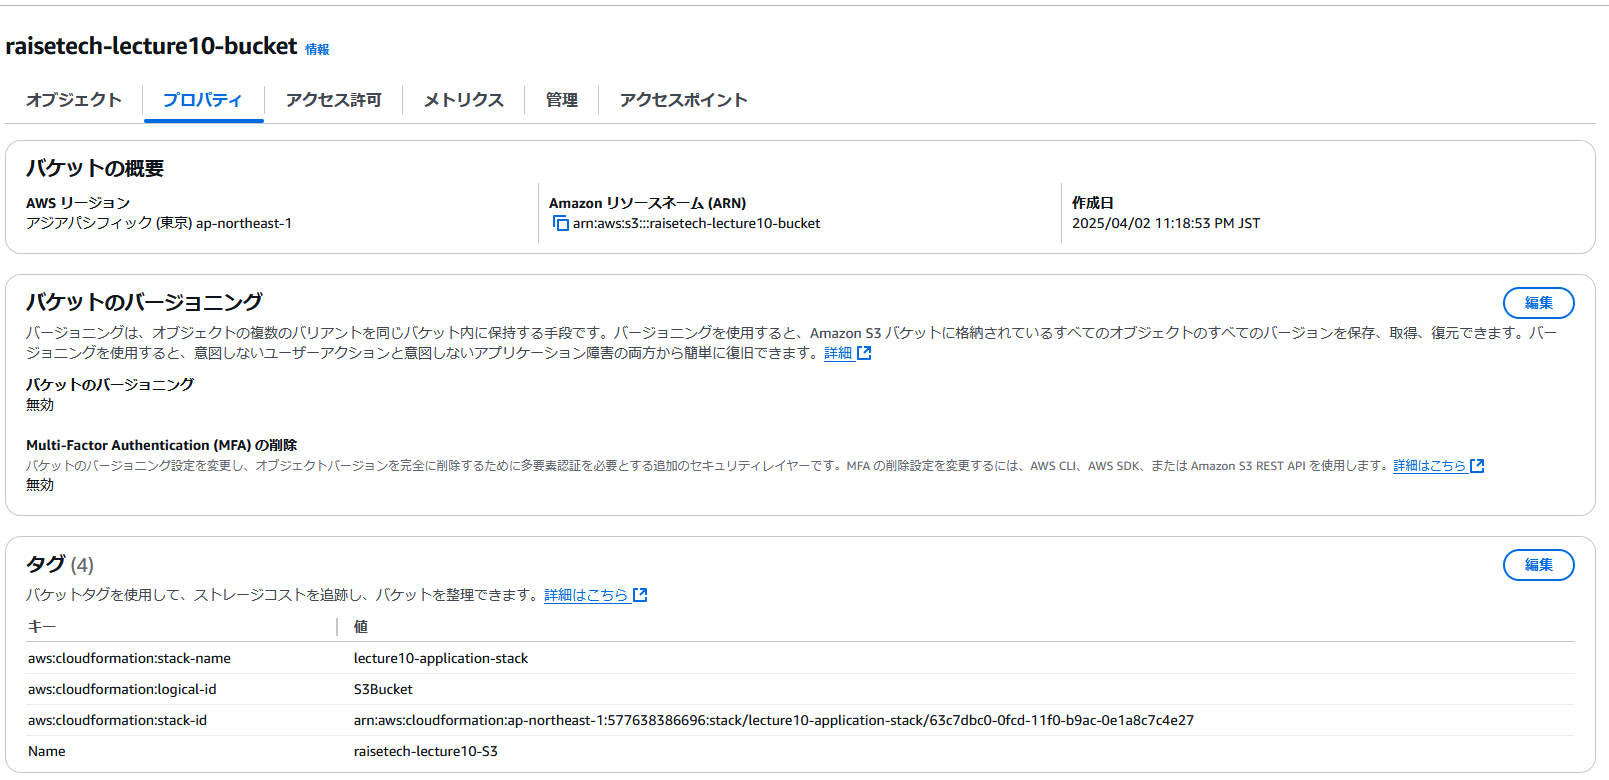 raisetech-lecture10-bucket 情報
オブジェクト プロパティ アクセス許可 メトリクス 管理 アクセスポイント
バケットの概要
AWS リージョン
アジアパシフィック (東京) ap-northeast-1
Amazon リソースネーム (ARN)
arn:aws:s3:::raisetech-lecture10-bucket
作成日
2025/04/02 11:18:53 PM JST
バケットのバージョニング
編集
バージョニングは、オブジェクトの複数のバリアントを同じバケット内に保持する手段です。バージョニングを使用すると、Amazon S3 バケットに格納されているすべてのオブジェクトのすべてのバージョンを保存、取得、復元できます。バー
ジョニングを使用すると、意図しないユーザーアクションと意図しないアプリケーション障害の両方から簡単に復旧できます。詳細
バケットのバージョニング
無効
Multi-Factor Authentication (MFA) の削除
バケットのバージョニング設定を変更し、オブジェクトバージョンを完全に削除するために多要素認証を必要とする追加のセキュリティレイヤーです。MFA の削除設定を変更するには、AWS CLI、AWS SDK、または Amazon S3 REST API を使用します。詳細はこちら
無効
タグ (4)
編集
バケットタグを使用して、ストレージコストを追跡し、バケットを整理できます。詳細はこちら
キー 値
aws:cloudformation:stack-name lecture10-application-stack
aws:cloudformation:logical-id S3Bucket
aws:cloudformation:stack-id arn:aws:cloudformation:ap-northeast-1:577638386696:stack/lecture10-application-stack/63c7dbc0-0fcd-11f0-b9ac-0e1a8c7c4e27
Name raisetech-lecture10-S3